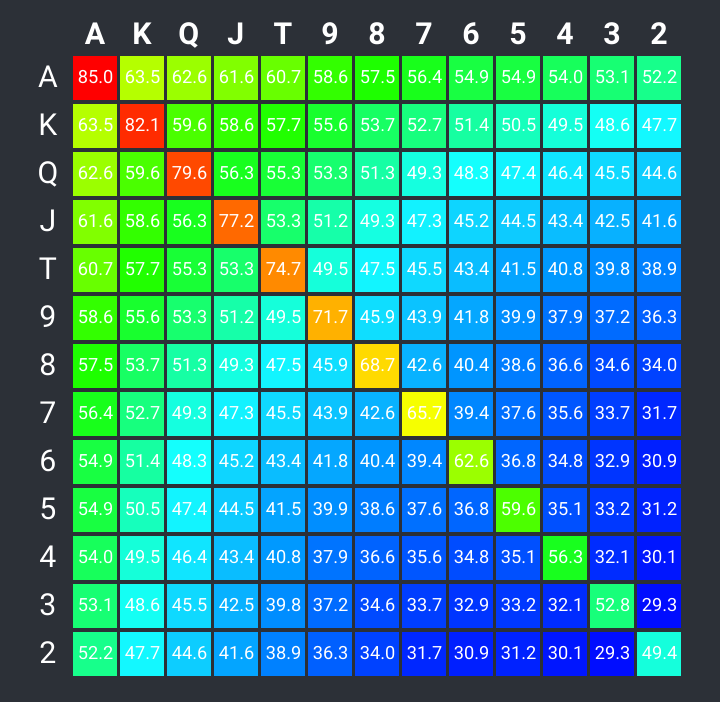 A K Q J T 9 8 7 6 5 4 3 2
A 85.0 63.5 62.6 61.6 60.7 58.6 57.5 56.4 54.9 54.9 54.0 53.1 52.2
K 63.5 82.1 59.6 58.6 57.7 55.6 53.7 52.7 51.4 50.5 49.5 48.6 47.7
Q 62.6 59.6 79.6 56.3 55.3 53.3 51.3 49.3 48.3 47.4 46.4 45.5 44.6
J 61.6 58.6 56.3 77.2 53.3 51.2 49.3 47.3 45.2 44.5 43.4 42.5 41.6
T 60.7 57.7 55.3 53.3 74.7 49.5 47.5 45.5 43.4 41.5 40.8 39.8 38.9
9 58.6 55.6 53.3 51.2 49.5 71.7 45.9 43.9 41.8 39.9 37.9 37.2 36.3
8 57.5 53.7 51.3 49.3 47.5 45.9 68.7 42.6 40.4 38.6 36.6 34.6 34.0
7 56.4 52.7 49.3 47.3 45.5 43.9 42.6 65.7 39.4 37.6 35.6 33.7 31.7
6 54.9 51.4 48.3 45.2 43.4 41.8 40.4 39.4 62.6 36.8 34.8 32.9 30.9
5 54.9 50.5 47.4 44.5 41.5 39.9 38.6 37.6 36.8 59.6 35.1 33.2 31.2
4 54.0 49.5 46.4 43.4 40.8 37.9 36.6 35.6 34.8 35.1 56.3 32.1 30.1
3 53.1 48.6 45.5 42.5 39.8 37.2 34.6 33.7 32.9 33.2 32.1 52.8 29.3
2 52.2 47.7 44.6 41.6 38.9 36.3 34.0 31.7 30.9 31.2 30.1 29.3 49.4